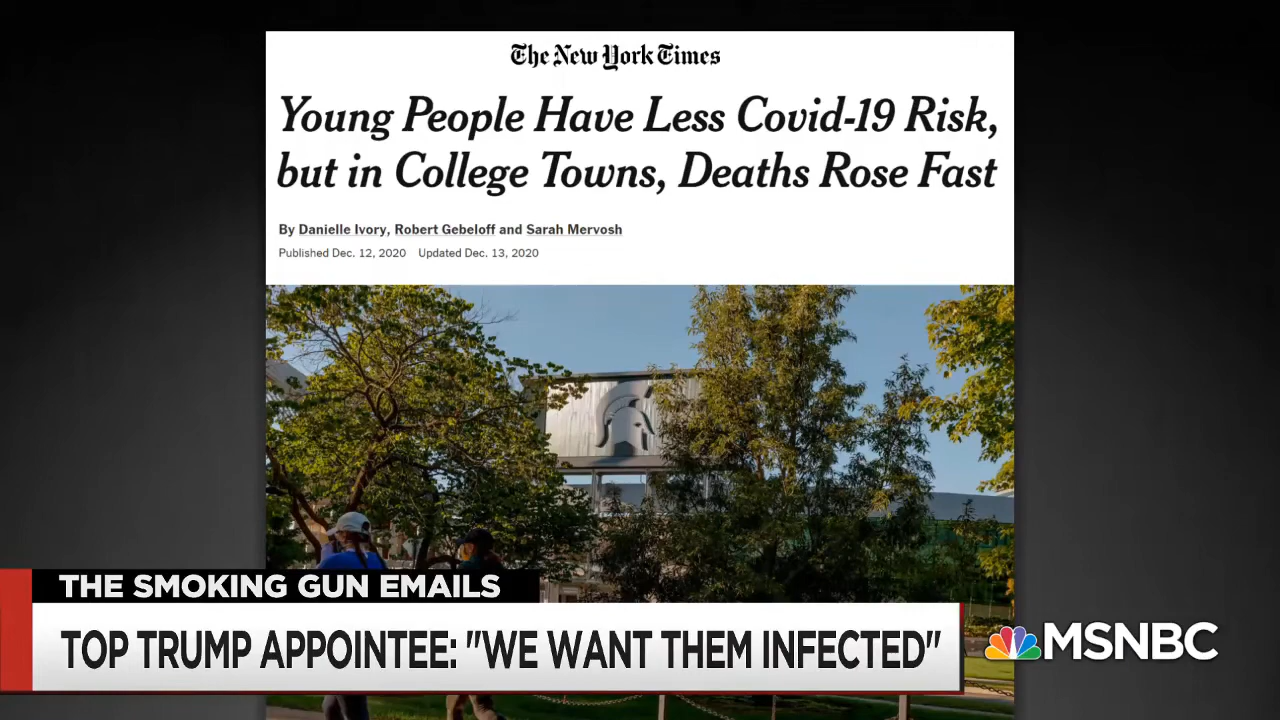 The New York Times
Young People Have Less Covid-19 Risk,
but in College Towns, Deaths Rose Fast
By Danielle Ivory, Robert Gebeloff and Sarah Mervosh
Published Dec. 12, 2020 Updated Dec. 13, 2020
THE SMOKING GUN EMAILS
TOP TRUMP APPOINTEE: "WE WANT THEM INFECTED"
MSNBC